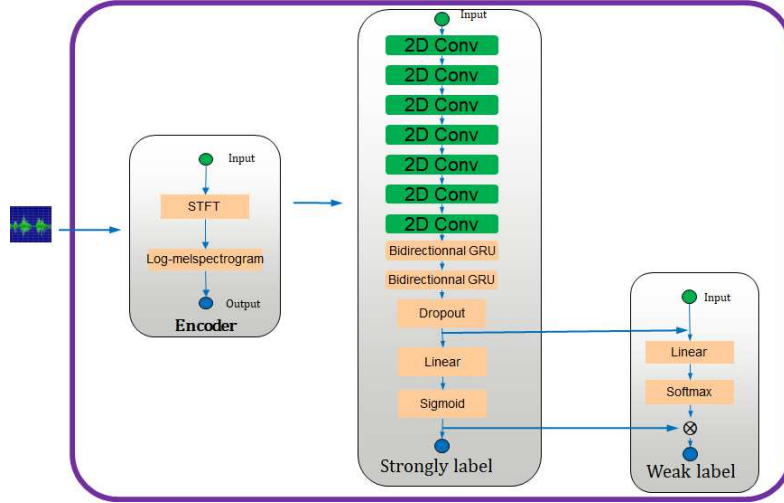 Input
STFT
Log-melspectrogram
Output
Encoder
Input
2D Conv
2D Conv
2D Conv
2D Conv
2D Conv
2D Conv
2D Conv
Bidirectionnal GRU
Bidirectionnal GRU
Dropout
Linear
Sigmoid
Strongly label
Input
Linear
Softmax
Weak label